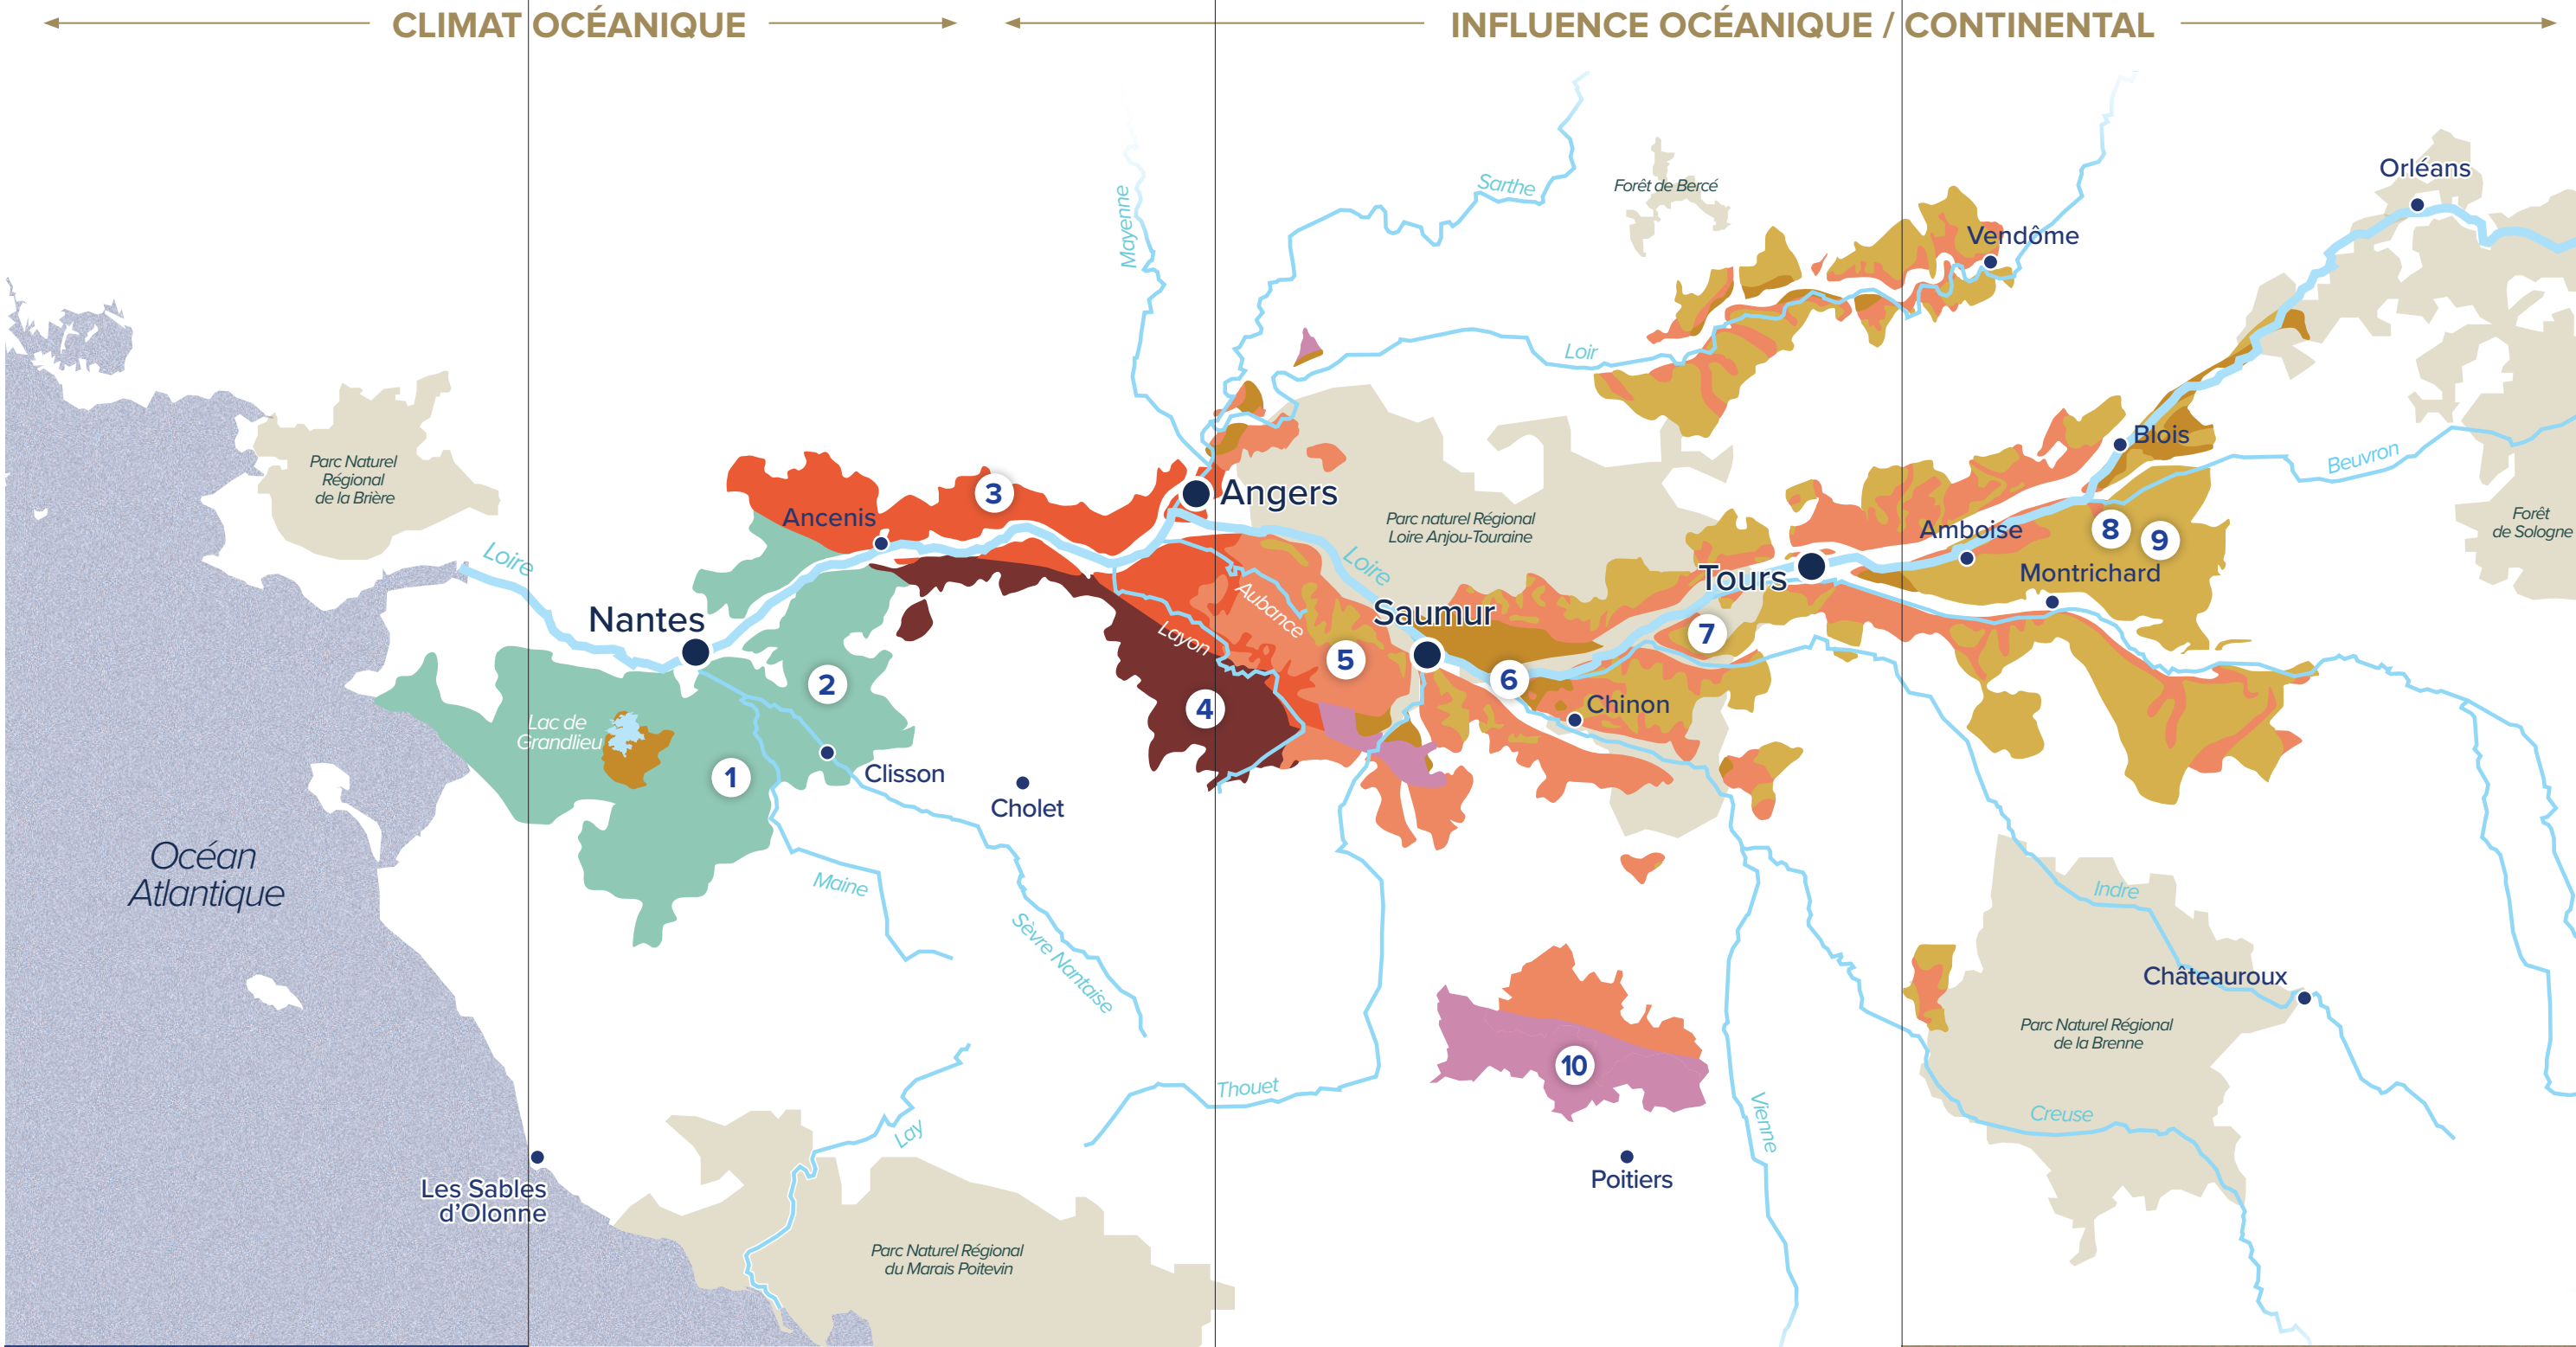 CLIMAT OCÉANIQUE
INFLUENCE OCÉANIQUE / CONTINENTAL
Mayenne
Sarthe
Forêt de Bercé
Orléans
Vendôme
Loir
Parc Naturel
Régional
de la Brière
Blois
Beuvron
3
Angers
Ancenis
Parc naturel Régional
Loire Anjou-Touraine
Forêt
de Sologne
Amboise
8
9
Loire
Loire
Tours
Montrichard
Aubance
Nantes
Saumur
Layon
7
5
2
6
4
Chinon
Lac de
Grandlieu
1
Clisson
Cholet
Océan
Atlantique
Maine
Sèvre Nantaise
Indre
Châteauroux
Parc Naturel Régional
de la Brenne
10
Thouet
Vienne
Creuse
Lay
Poitiers
Les Sables
d'Olonne
Parc Naturel Régional
du Marais Poitevin